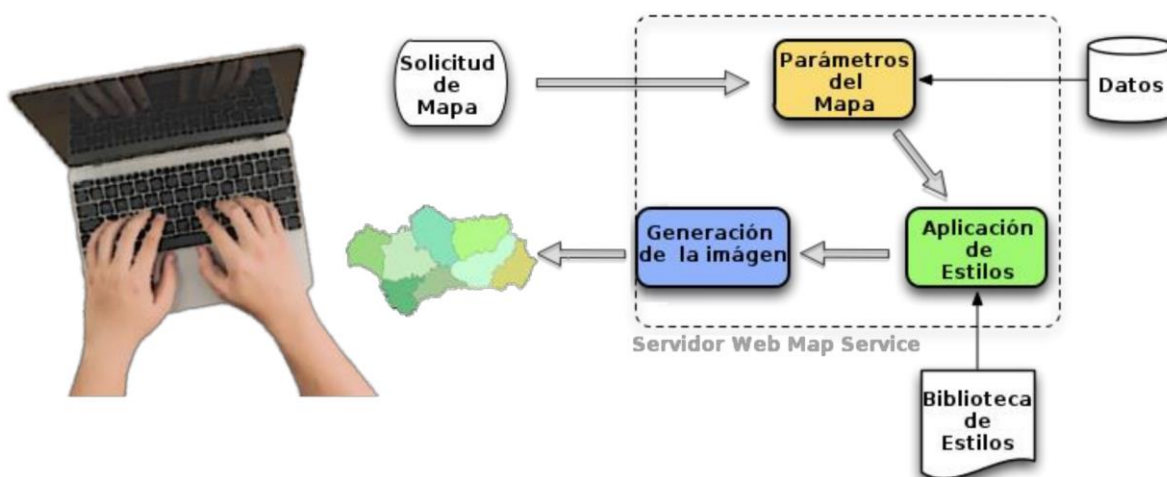 Solicitud
de
Mapa
Parámetros
del
Mapa
Datos
Generación
de la imágen
Aplicación
de
Estilos
Servidor Web Map Service
Biblioteca
de
Estilos